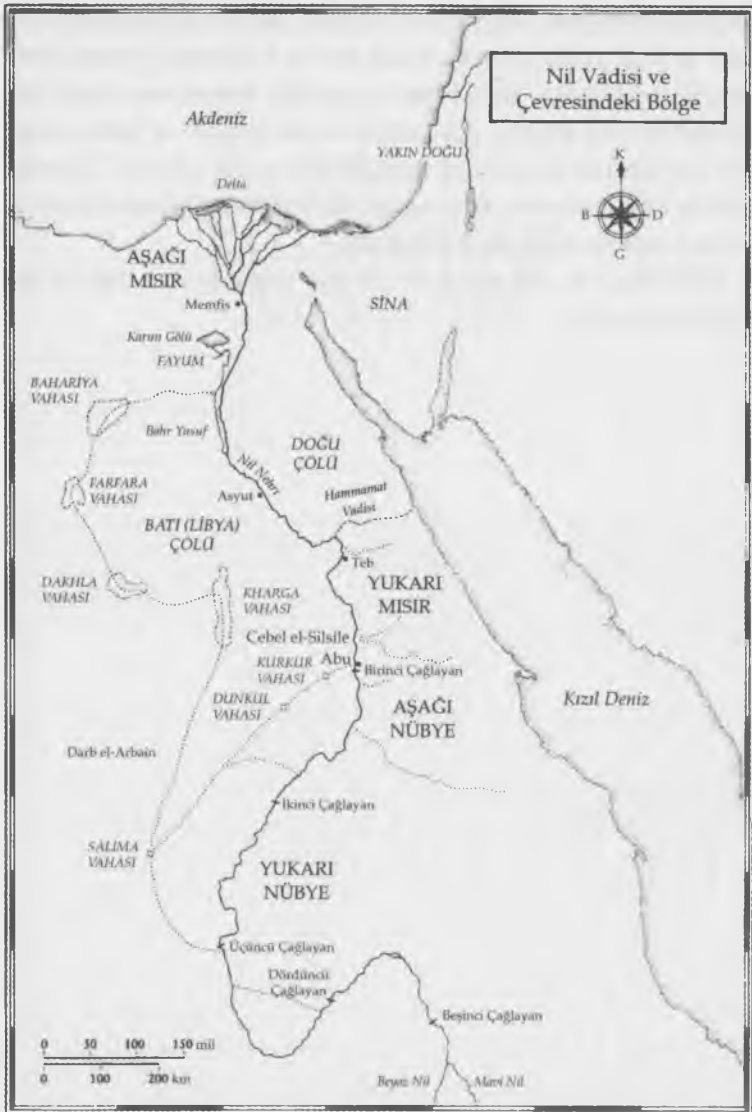 Nil Vadisi ve
Çevresindeki Bölge
Akdeniz
YAKIN DOĞU
K
B D
G
Delta
AŞAĞI
MISIR
Memfis
SİNA
Karun Gölü
FAYUM
BAHARİYA
VAHASI
Bahr Yusuf
DOĞU
ÇÖLÜ
Nil Nehri
FARFARA
VAHASI
Asyut
Hammamat
Vadisi
BATI (LİBYA)
ÇÖLÜ
Teb
DAKHLA
VAHASI
KHARGA
VAHASI
YUKARI
MISIR
Cebel el-Silsile
Abu
KURKUR
VAHASI
Birinci Çağlayan
DUNKUL
VAHASI
AŞAĞI
NÜBYE
Kızıl Deniz
Darb el-Arbain
İkinci Çağlayan
SALIMA
VAHASI
YUKARI
NÜBYE
Üçüncü Çağlayan
Dördüncü
Çağlayan
Beşinci Çağlayan
0 50 100 150 mil
0 100 200 km
Beyaz Nil
Mavi Nil